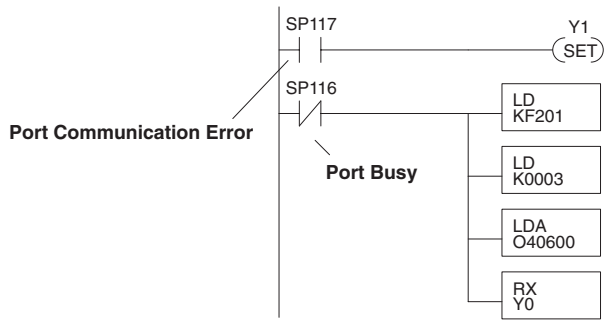 SP117
Y1
SET
SP116
Port Communication Error
Port Busy
LD
KF201
LD
K0003
LDA
O40600
RX
Y0